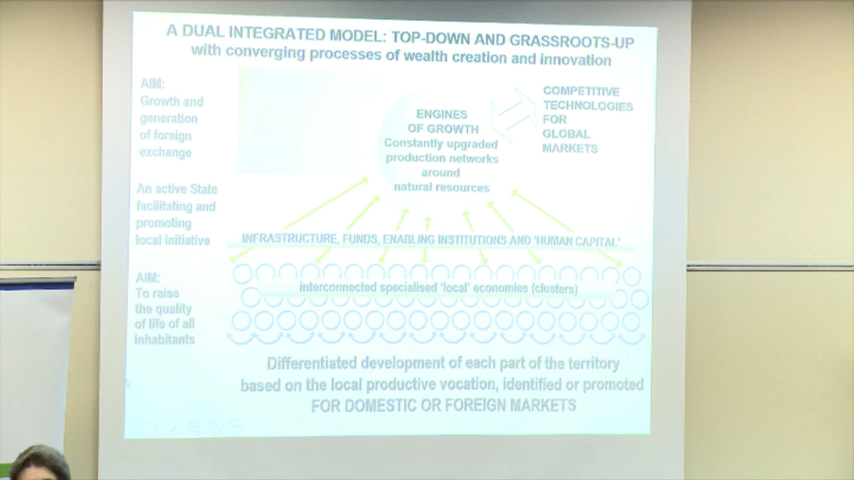 A DUAL INTEGRATED MODEL: TOP-DOWN AND GRASSROOTS-UP
with converging processes of wealth creation and innovation
AIM:
Growth and
generation
of foreign
exchange
ENGINES
OF GROWTH
Constantly upgraded
production networks
around
natural resources
COMPETITIVE
TECHNOLOGIES
FOR
GLOBAL
MARKETS
An active State
facilitating and
promoting
local initiative
INFRASTRUCTURE, FUNDS, ENABLING INSTITUTIONS AND 'HUMAN CAPITAL'
AIM:
To raise
the quality
of life of all
inhabitants
interconnected specialised 'local' economies (clusters)
Differentiated development of each part of the territory
based on the local productive vocation, identified or promoted
FOR DOMESTIC OR FOREIGN MARKETS